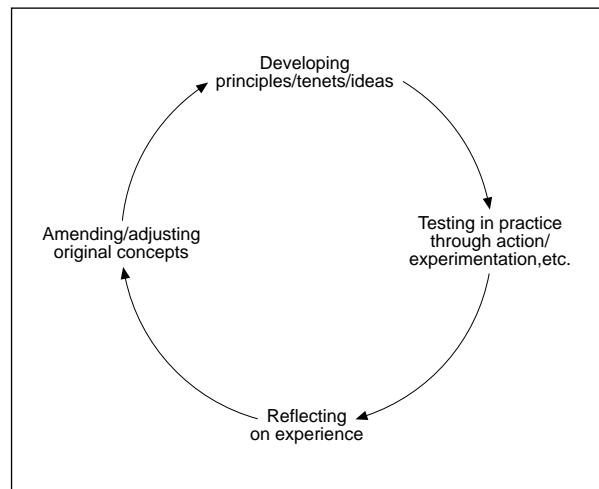 Developing
principles/tenets/ideas
Testing in practice
through action/
experimentation,etc.
Reflecting
on experience
Amending/adjusting
original concepts